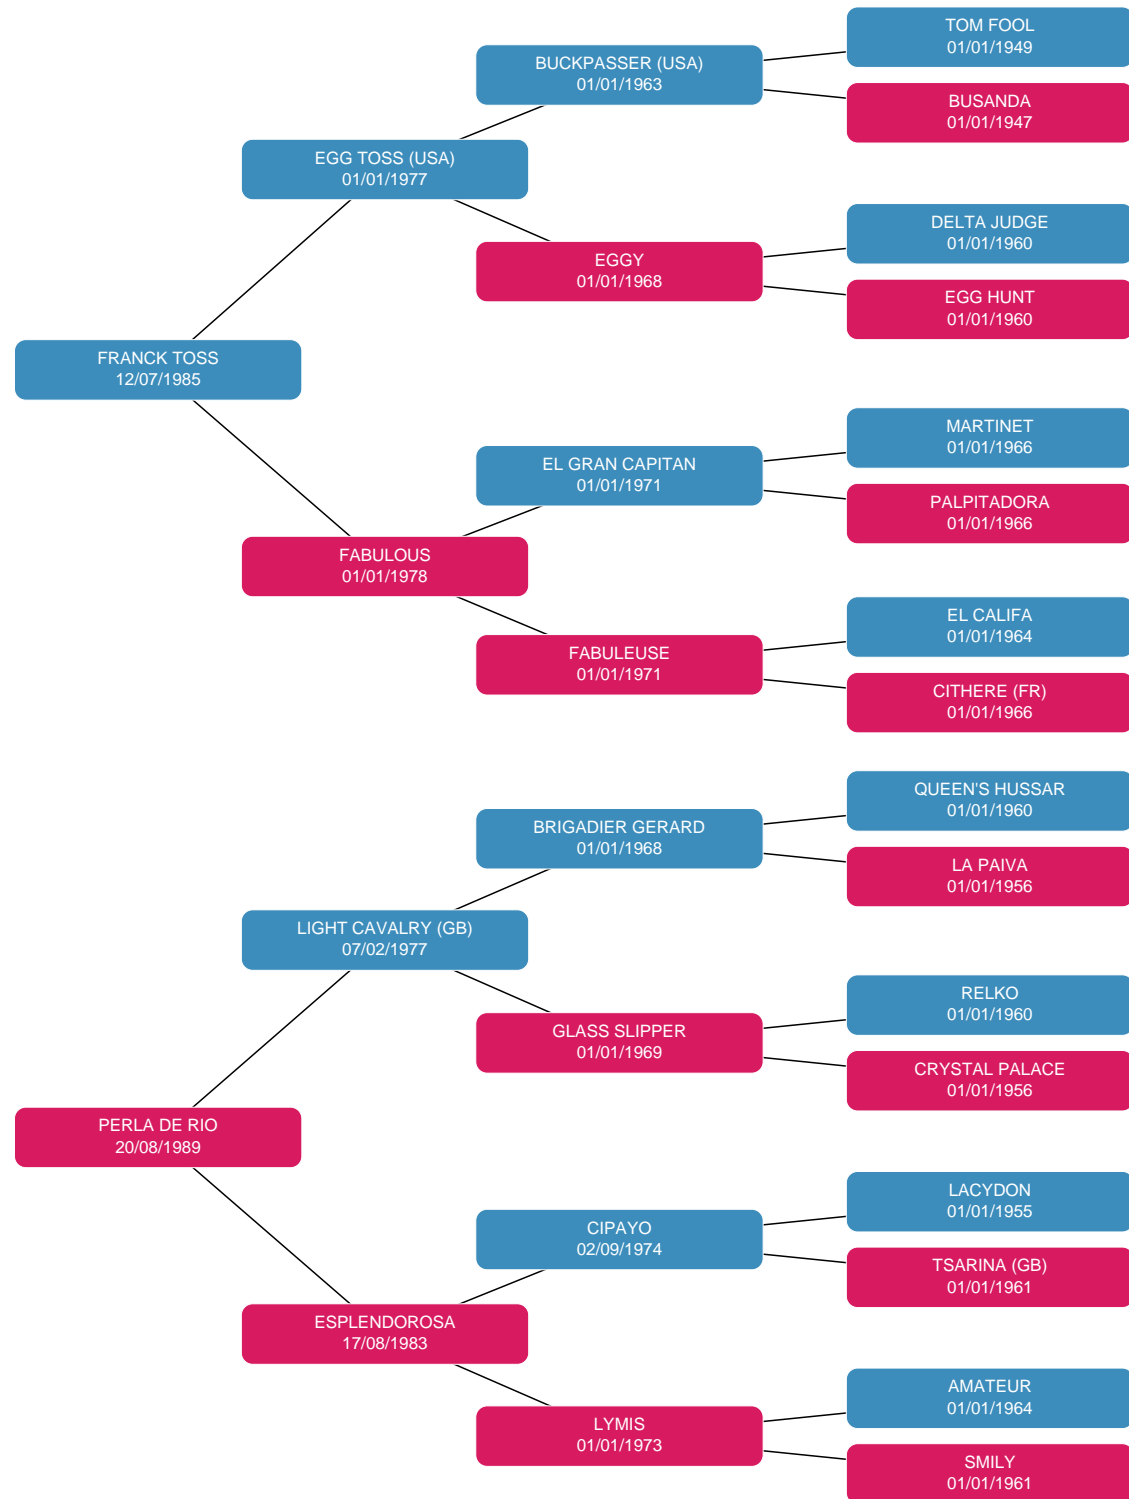 TOM FOOL
01/01/1949
BUCKPASSER (USA)
01/01/1963
BUSANDA
01/01/1947
EGG TOSS (USA)
01/01/1977
DELTA JUDGE
01/01/1960
EGGY
01/01/1968
EGG HUNT
01/01/1960
FRANCK TOSS
12/07/1985
MARTINET
01/01/1966
EL GRAN CAPITAN
01/01/1971
PALPITADORA
01/01/1966
FABULOUS
01/01/1978
EL CALIFA
01/01/1964
FABULEUSE
01/01/1971
CITHERE (FR)
01/01/1966
QUEEN'S HUSSAR
01/01/1960
BRIGADIER GERARD
01/01/1968
LA PAIVA
01/01/1956
LIGHT CAVALRY (GB)
07/02/1977
RELKO
01/01/1960
GLASS SLIPPER
01/01/1969
CRYSTAL PALACE
01/01/1956
PERLA DE RIO
20/08/1989
LACYDON
01/01/1955
CIPAYO
02/09/1974
TSARINA (GB)
01/01/1961
ESPLENDOROSA
17/08/1983
AMATEUR
01/01/1964
LYMIS
01/01/1973
SMILY
01/01/1961